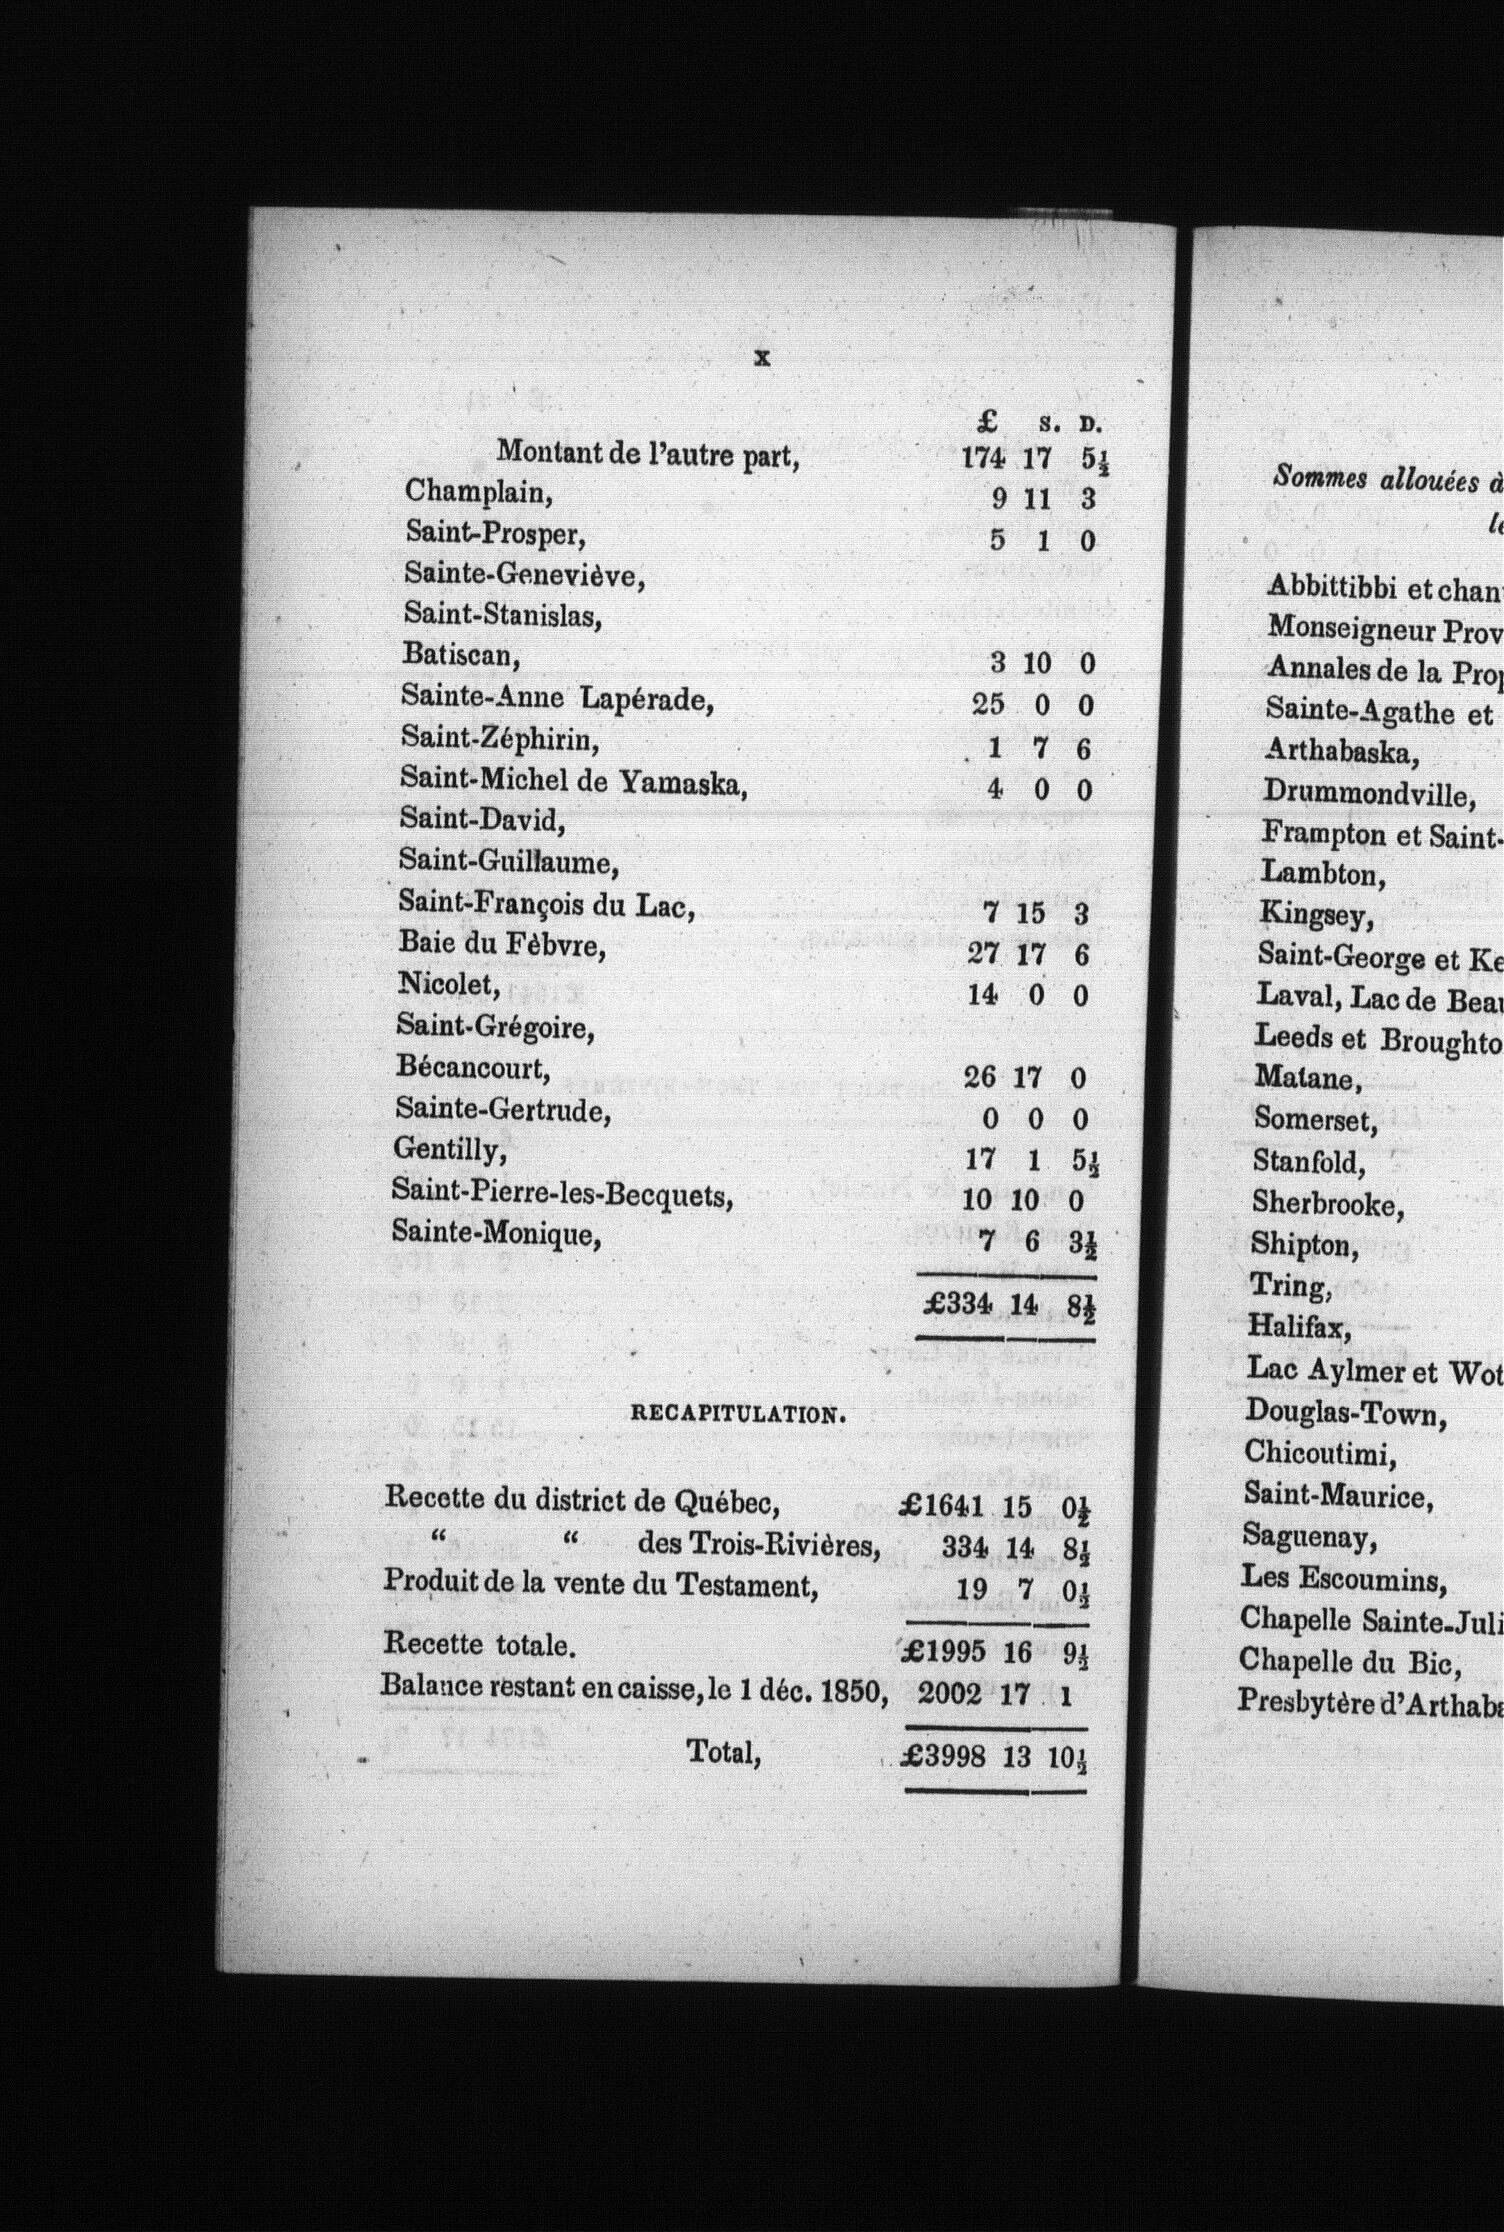 x
£ S. D.
Montant de l'autre part, 174 17 5½
Champlain, 9 11 3
Saint-Prosper, 5 1 0
Sainte-Geneviève,
Saint-Stanislas,
Batiscan, 3 10 0
Sainte-Anne Lapérade, 25 0 0
Saint-Zéphirin, 1 7 6
Saint-Michel de Yamaska, 4 0 0
Saint-David,
Saint-Guillaume,
Saint-François du Lac, 7 15 3
Baie du Fèbvre, 27 17 6
Nicolet, 14 0 0
Saint-Grégoire,
Bécancourt, 26 17 0
Sainte-Gertrude, 0 0 0
Gentilly, 17 1 5½
Saint-Pierre-les-Becquets, 10 10 0
Sainte-Monique, 7 6 3½
£334 14 8½
RECAPITULATION.
Recette du district de Québec, £1641 15 0½
“ “ des Trois-Rivières, 334 14 8½
Produit de la vente du Testament, 19 7 0½
Recette totale. £1995 16 9½
Balance restant en caisse, le 1 déc. 1850, 2002 17 1
Total, £3998 13 10½
Sommes allouées à
Abbittibbi et chan
Monseigneur Prov
Annales de la Prop
Sainte-Agathe et
Arthabaska,
Drummondville,
Frampton et Saint-
Lambton,
Kingsey,
Saint-George et Ke
Laval, Lac de Beau
Leeds et Broughto
Matane,
Somerset,
Stanfold,
Sherbrooke,
Shipton,
Tring,
Halifax,
Lac Aylmer et Wot
Douglas-Town,
Chicoutimi,
Saint-Maurice,
Saguenay,
Les Escoumins,
Chapelle Sainte-Juli
Chapelle du Bic,
Presbytère d'Arthaba